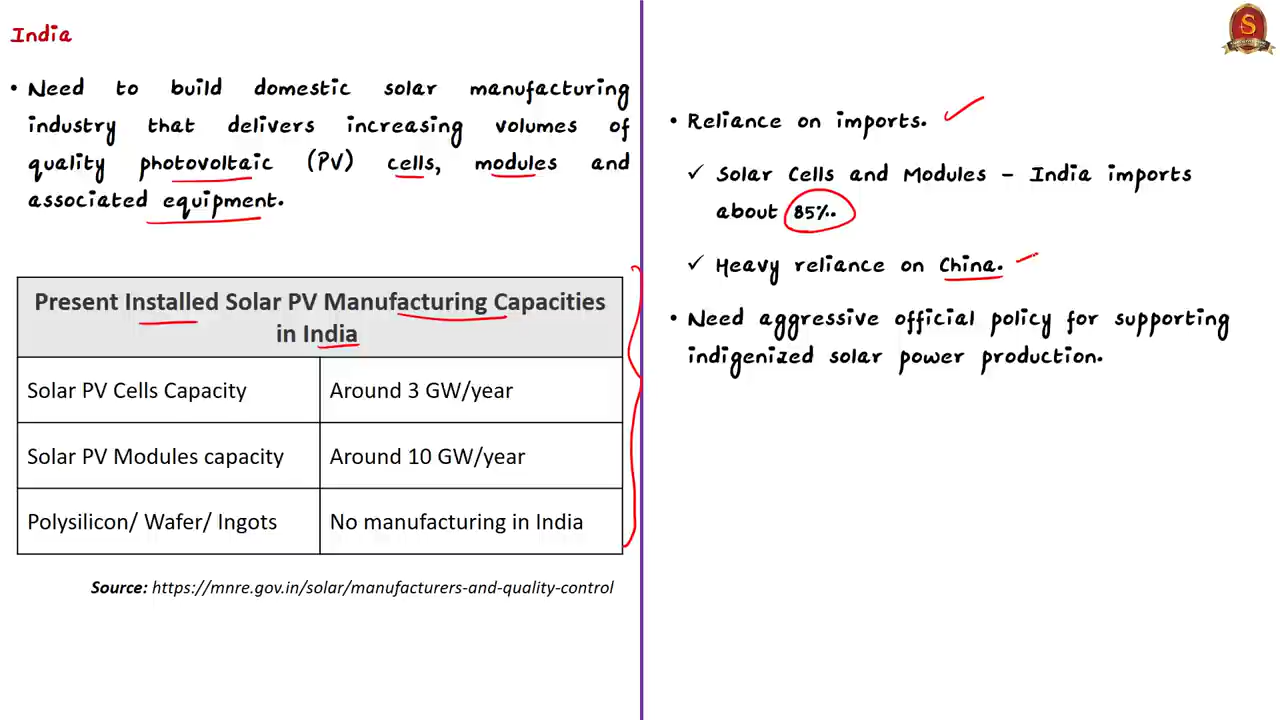 India
• Need to build domestic solar manufacturing
industry that delivers increasing volumes of
quality photovoltaic (PV) cells, modules and
associated equipment.
Present Installed Solar PV Manufacturing Capacities
in India
Solar PV Cells Capacity Around 3 GW/year
Solar PV Modules capacity Around 10 GW/year
Polysilicon/ Wafer/ Ingots No manufacturing in India
Source: https://mnre.gov.in/solar/manufacturers-and-quality-control
• Reliance on imports.
✓ Solar Cells and Modules – India imports
about 85%.
✓ Heavy reliance on China.
• Need aggressive official policy for supporting
indigenized solar power production.
S